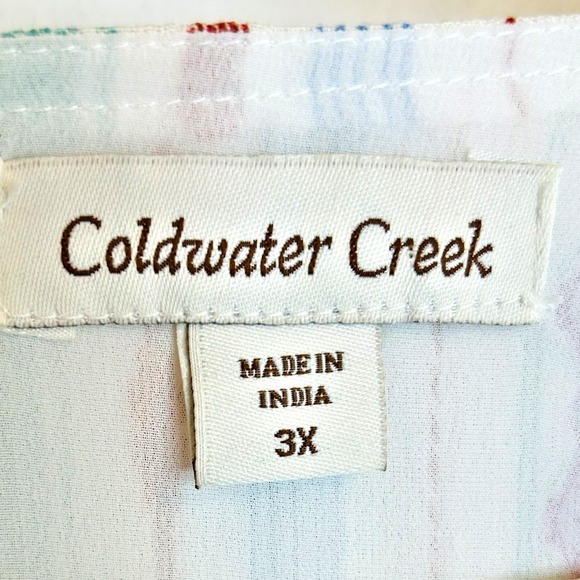 Coldwater Creek
MADE IN
INDIA
3X